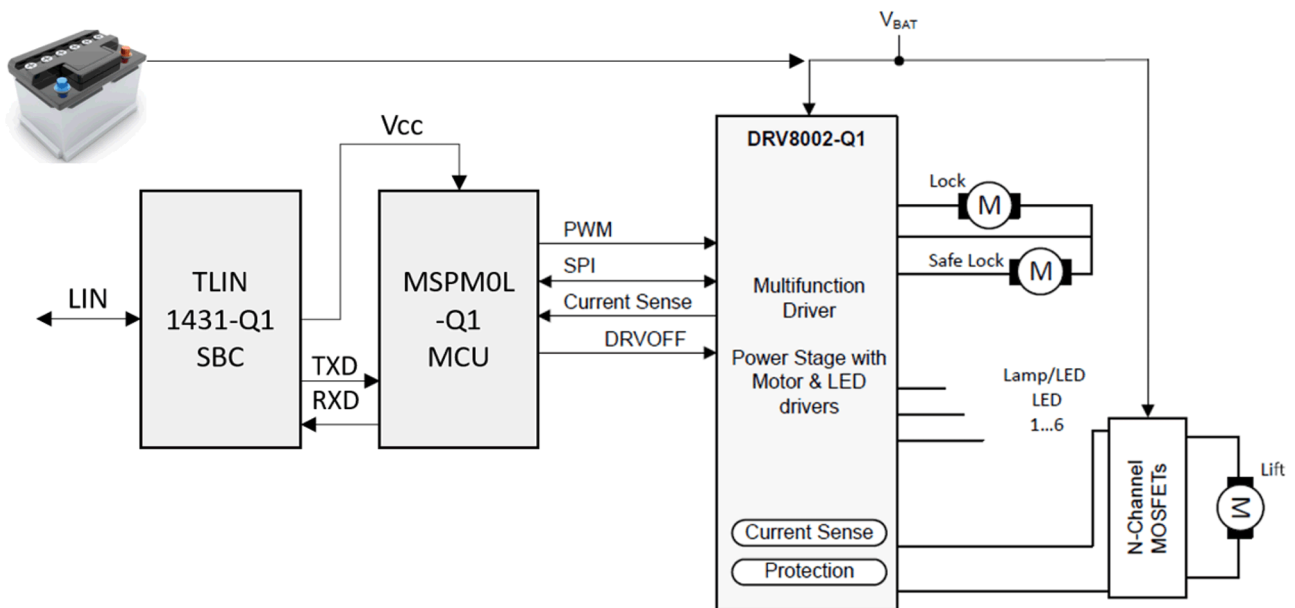 V_BAT
Vcc
DRV8002-Q1
Lock
M
PWM
TLIN
1431-Q1
SBC
MSPM0L
-Q1
MCU
SPI
Safe Lock
M
LIN
Multifunction
Driver
Current Sense
DRVOFF
TXD
RXD
Power Stage with
Motor & LED
drivers
Lamp/LED
LED
1...6
N-Channel
MOSFETs
Lift
M
Current Sense
Protection